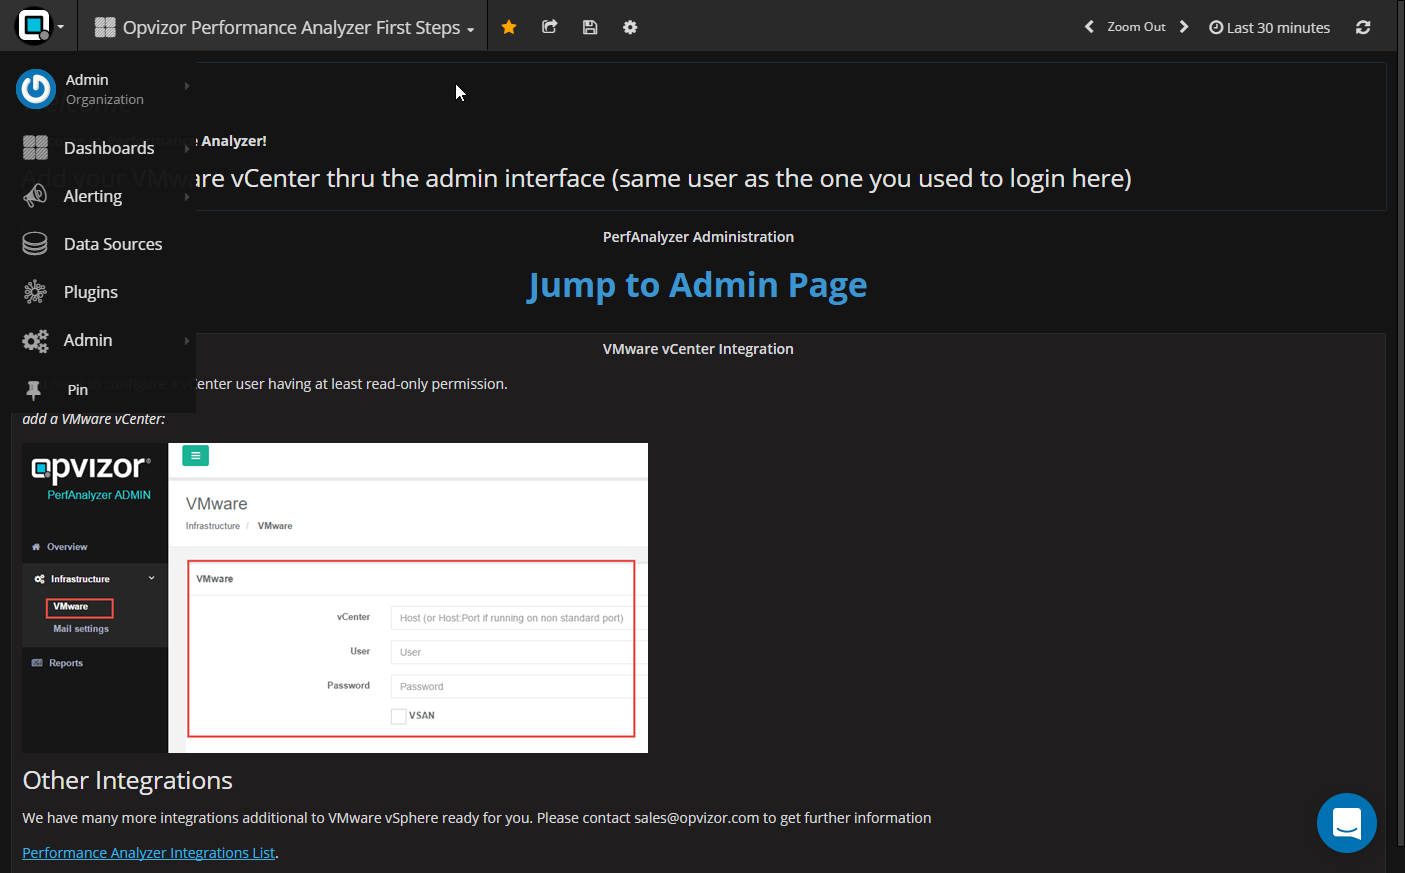 Opvizor Performance Analyzer First Steps
Zoom Out
Last 30 minutes
Admin
Organization
Dashboards
Alerting
Data Sources
Plugins
Admin
Pin
Analyzer!
Add your VMware vCenter thru the admin interface (same user as the one you used to login here)
PerfAnalyzer Administration
Jump to Admin Page
VMware vCenter Integration
configure a vCenter user having at least read-only permission.
add a VMware vCenter:
opvizor
PerfAnalyzer ADMIN
Overview
Infrastructure
VMware
Mail settings
Reports
VMware
Infrastructure / VMware
VMware
vCenter Host (or Host:Port if running on non standard port)
User User
Password Password
VSAN
Other Integrations
We have many more integrations additional to VMware vSphere ready for you. Please contact sales@opvizor.com to get further information
Performance Analyzer Integrations List.